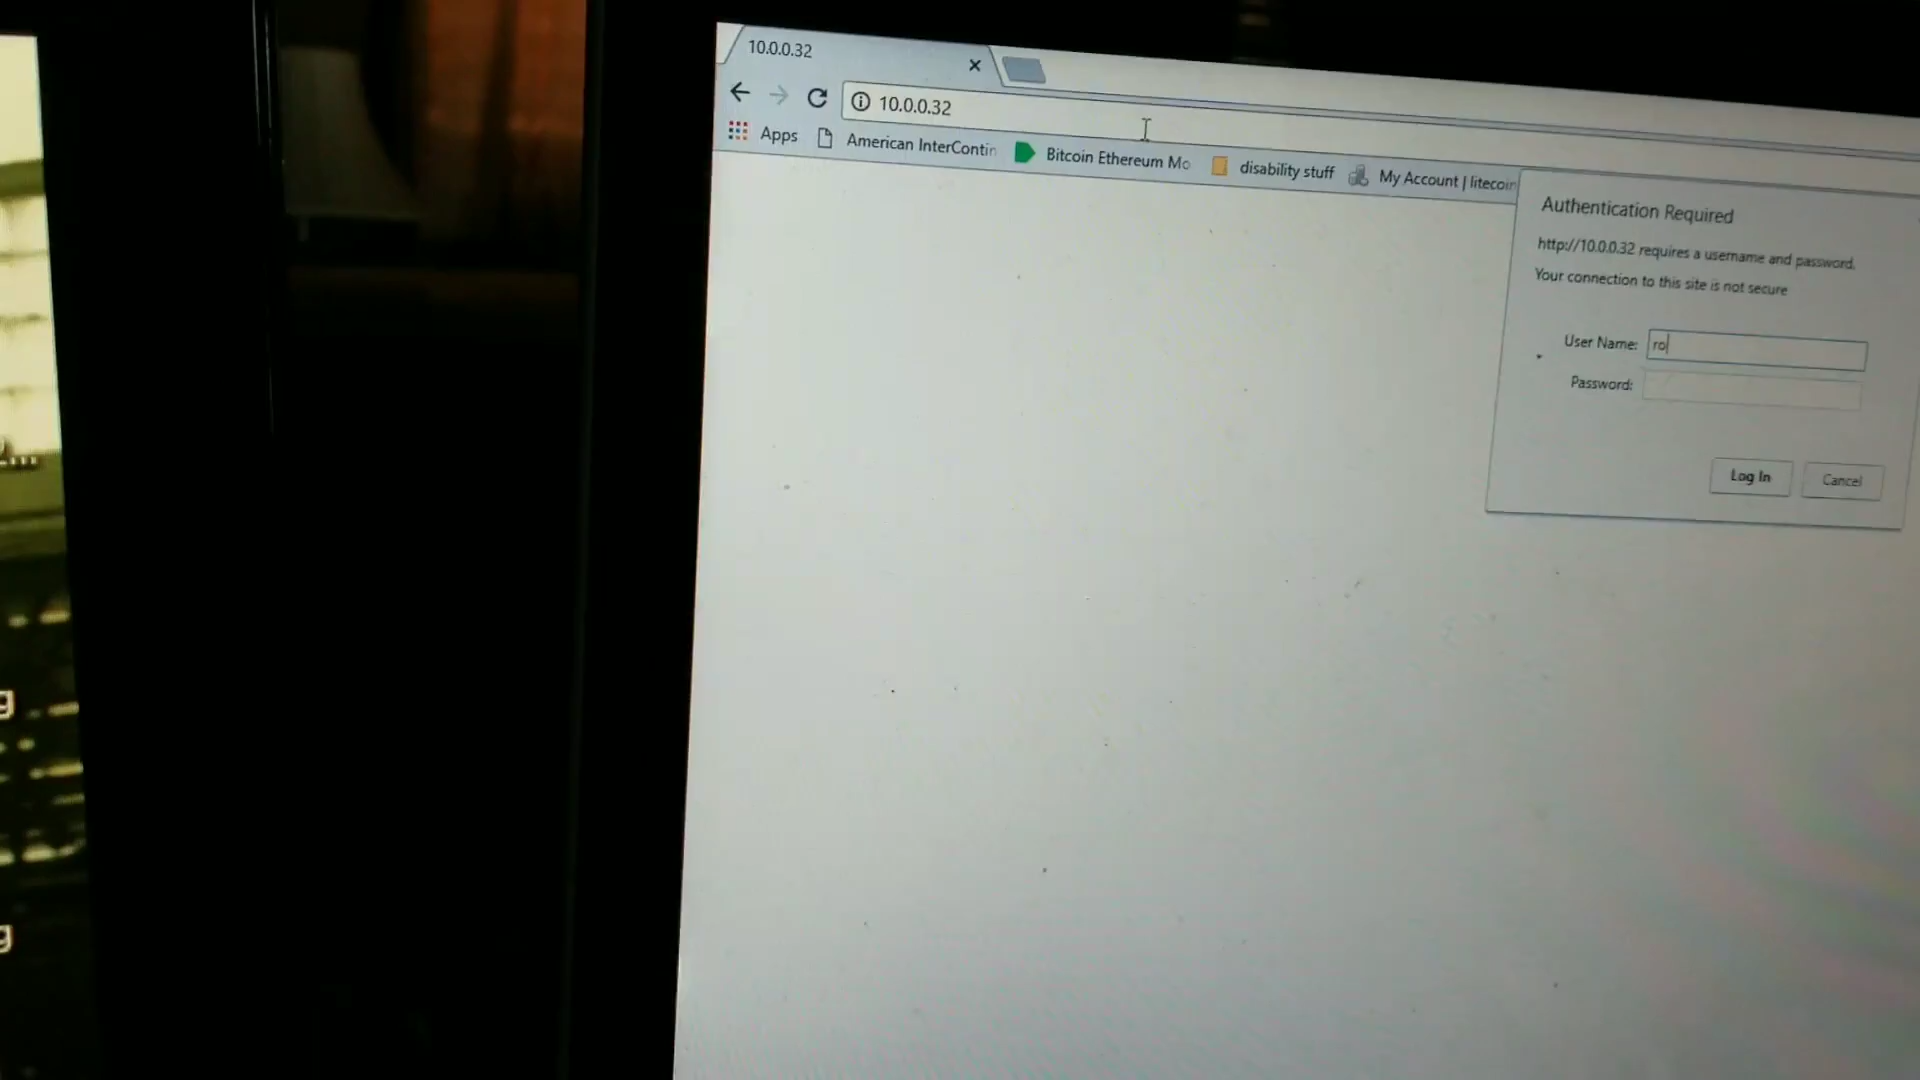 10.0.0.32
10.0.0.32
Apps American InterContin Bitcoin Ethereum Mo disability stuff My Account | litecoin
Authentication Required
http://10.0.0.32 requires a username and password.
Your connection to this site is not secure
User Name: ro
Password:
Log In Cancel
g
g